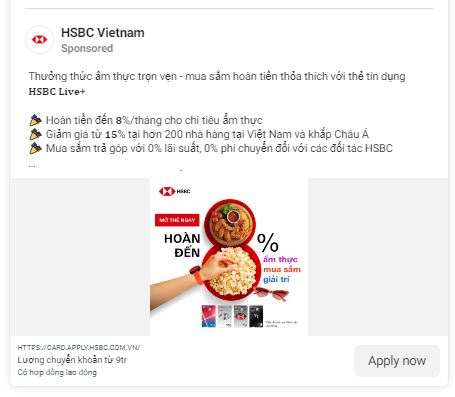 HSBC Vietnam
Sponsored
Thưởng thức ẩm thực trọn vẹn - mua sắm hoàn tiền thỏa thích với thẻ tín dụng
HSBC Live+
🎉 Hoàn tiền đến 8%/tháng cho chi tiêu ẩm thực
🎉 Giảm giá từ 15% tại hơn 200 nhà hàng tại Việt Nam và khắp Châu Á
🎉 Mua sắm trả góp với 0% lãi suất, 0% phí chuyển đổi với các đối tác HSBC
...
HSBC
MỞ THẺ NGAY
HOÀN
ĐẾN
%
ẩm thực
mua sắm
giải trí
HTTPS://CARD.APPLY.HSBC.COM.VN/
Lương chuyển khoản từ 9tr
Có hợp đồng lao động
Apply now